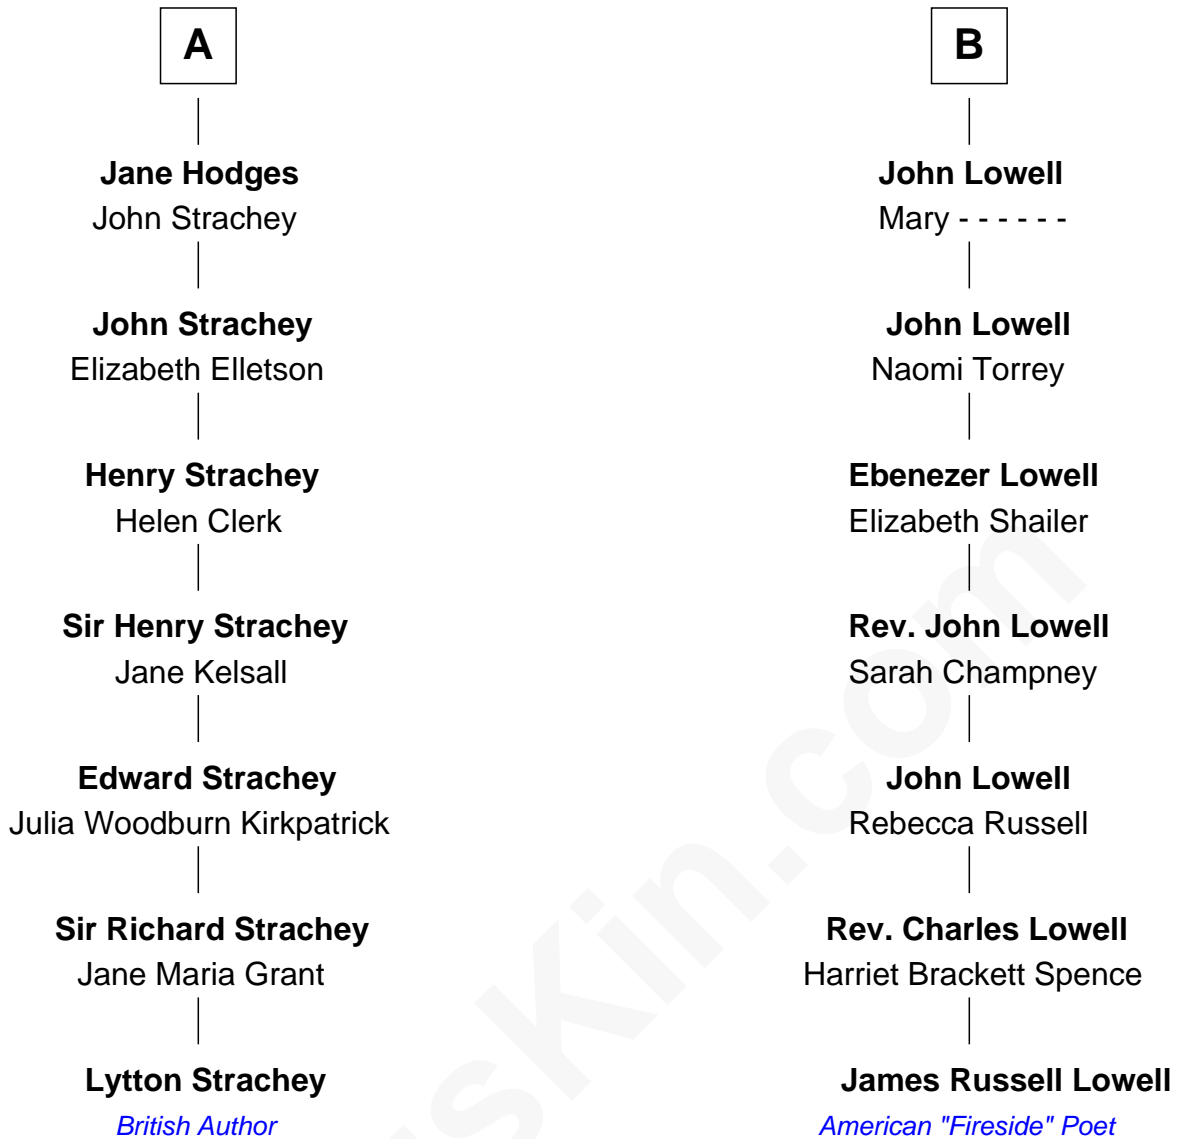 A
Jane Hodges
John Strachey
John Strachey
Elizabeth Elletson
Henry Strachey
Helen Clerk
Sir Henry Strachey
Jane Kelsall
Edward Strachey
Julia Woodburn Kirkpatrick
Sir Richard Strachey
Jane Maria Grant
Lytton Strachey
British Author
B
John Lowell
Mary - - - - - -
John Lowell
Naomi Torrey
Ebenezer Lowell
Elizabeth Shailer
Rev. John Lowell
Sarah Champney
John Lowell
Rebecca Russell
Rev. Charles Lowell
Harriet Brackett Spence
James Russell Lowell
American "Fireside" Poet
sKin.com